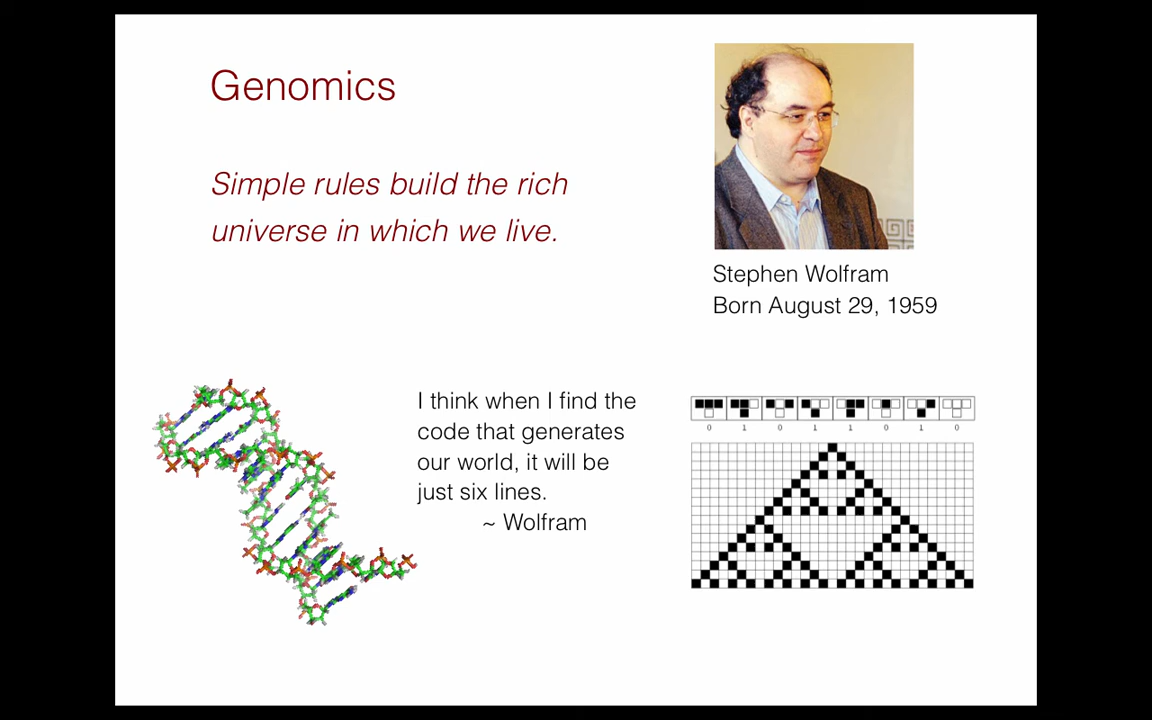 Genomics
Simple rules build the rich
universe in which we live.
Stephen Wolfram
Born August 29, 1959
I think when I find the
code that generates
our world, it will be
just six lines.
~ Wolfram
0 1 0 1 1 0 1 0